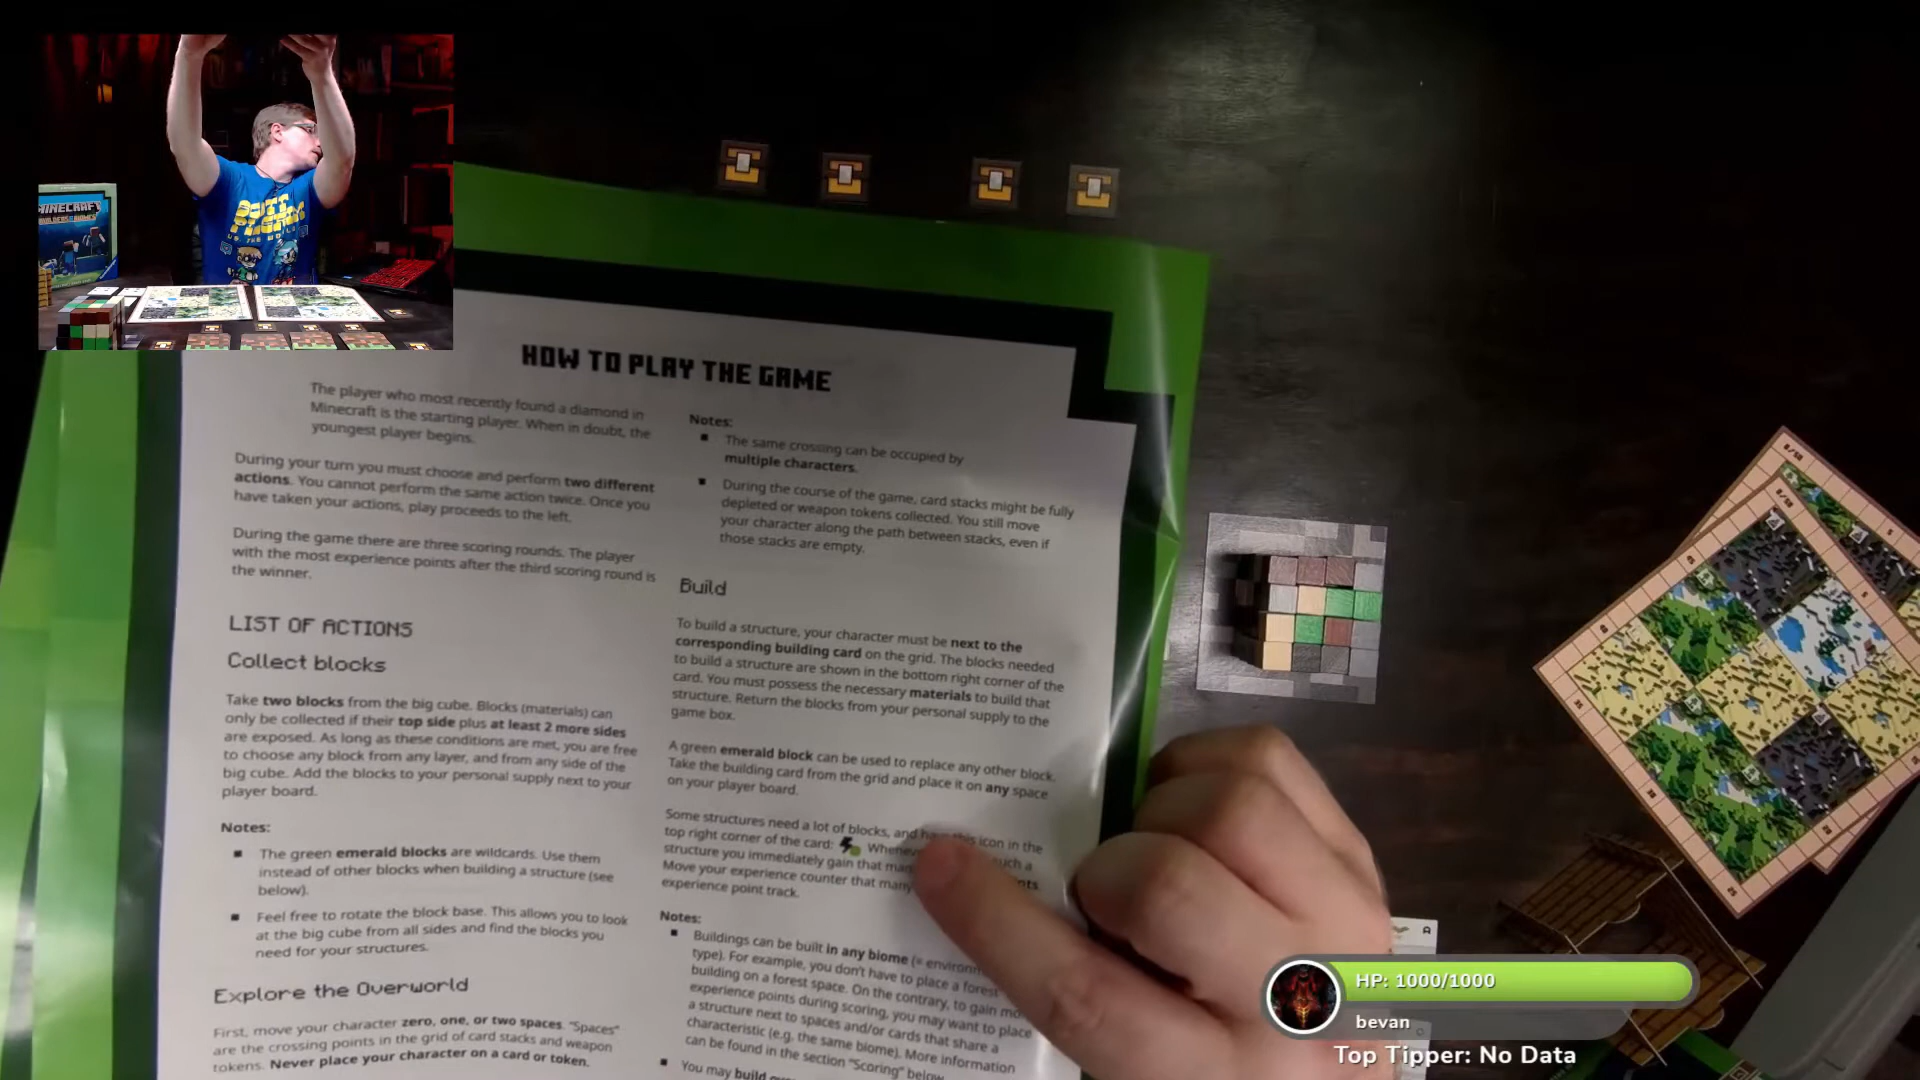 MINECRAFT
HOW TO PLAY THE GAME
The player who most recently found a diamond in
Minecraft is the starting player. When in doubt, the
youngest player begins.
During your turn you must choose and perform two different
actions. You cannot perform the same action twice. Once you
have taken your actions, play proceeds to the left.
During the game there are three scoring rounds. The player
with the most experience points after the third scoring round is
the winner.
LIST OF ACTIONS
Collect blocks
Take two blocks from the big cube. Blocks (materials) can
only be collected if their top side plus at least 2 more sides
are exposed. As long as these conditions are met, you are free
to choose any block from any layer, and from any side of the
big cube. Add the blocks to your personal supply next to your
player board.
Notes:
■ The green emerald blocks are wildcards. Use them
instead of other blocks when building a structure (see
below).
■ Feel free to rotate the block base. This allows you to look
at the big cube from all sides and find the blocks you
need for your structures.
Explore the Overworld
First, move your character zero, one, or two spaces. "Spaces"
are the crossing points in the grid of card stacks and weapon
tokens. Never place your character on a card or token.
Notes:
■ The same crossing can be occupied by
multiple characters.
■ During the course of the game, card stacks might be fully
depleted or weapon tokens collected. You still move
your character along the path between stacks, even if
those stacks are empty.
Build
To build a structure, your character must be next to the
corresponding building card on the grid. The blocks needed
to build a structure are shown in the bottom right corner of the
card. You must possess the necessary materials to build that
structure. Return the blocks from your personal supply to the
game box.
A green emerald block can be used to replace any other block.
Take the building card from the grid and place it on any space
on your player board.
Some structures need a lot of blocks, and have this icon in the
top right corner of the card: Whenever such a
structure you immediately gain that
Move your experience counter that many
experience point track.
Notes:
■ Buildings can be built in any biome (=
type). For example, you don't have to place a forest
building on a forest space. On the contrary, to gain
experience points during scoring, you may want to place
a structure next to spaces and/or cards that share a
characteristic (e.g. the same biome). More information
can be found in the section "Scoring" below.
■ You may build
A
HP: 1000/1000
bevan
Top Tipper: No Data